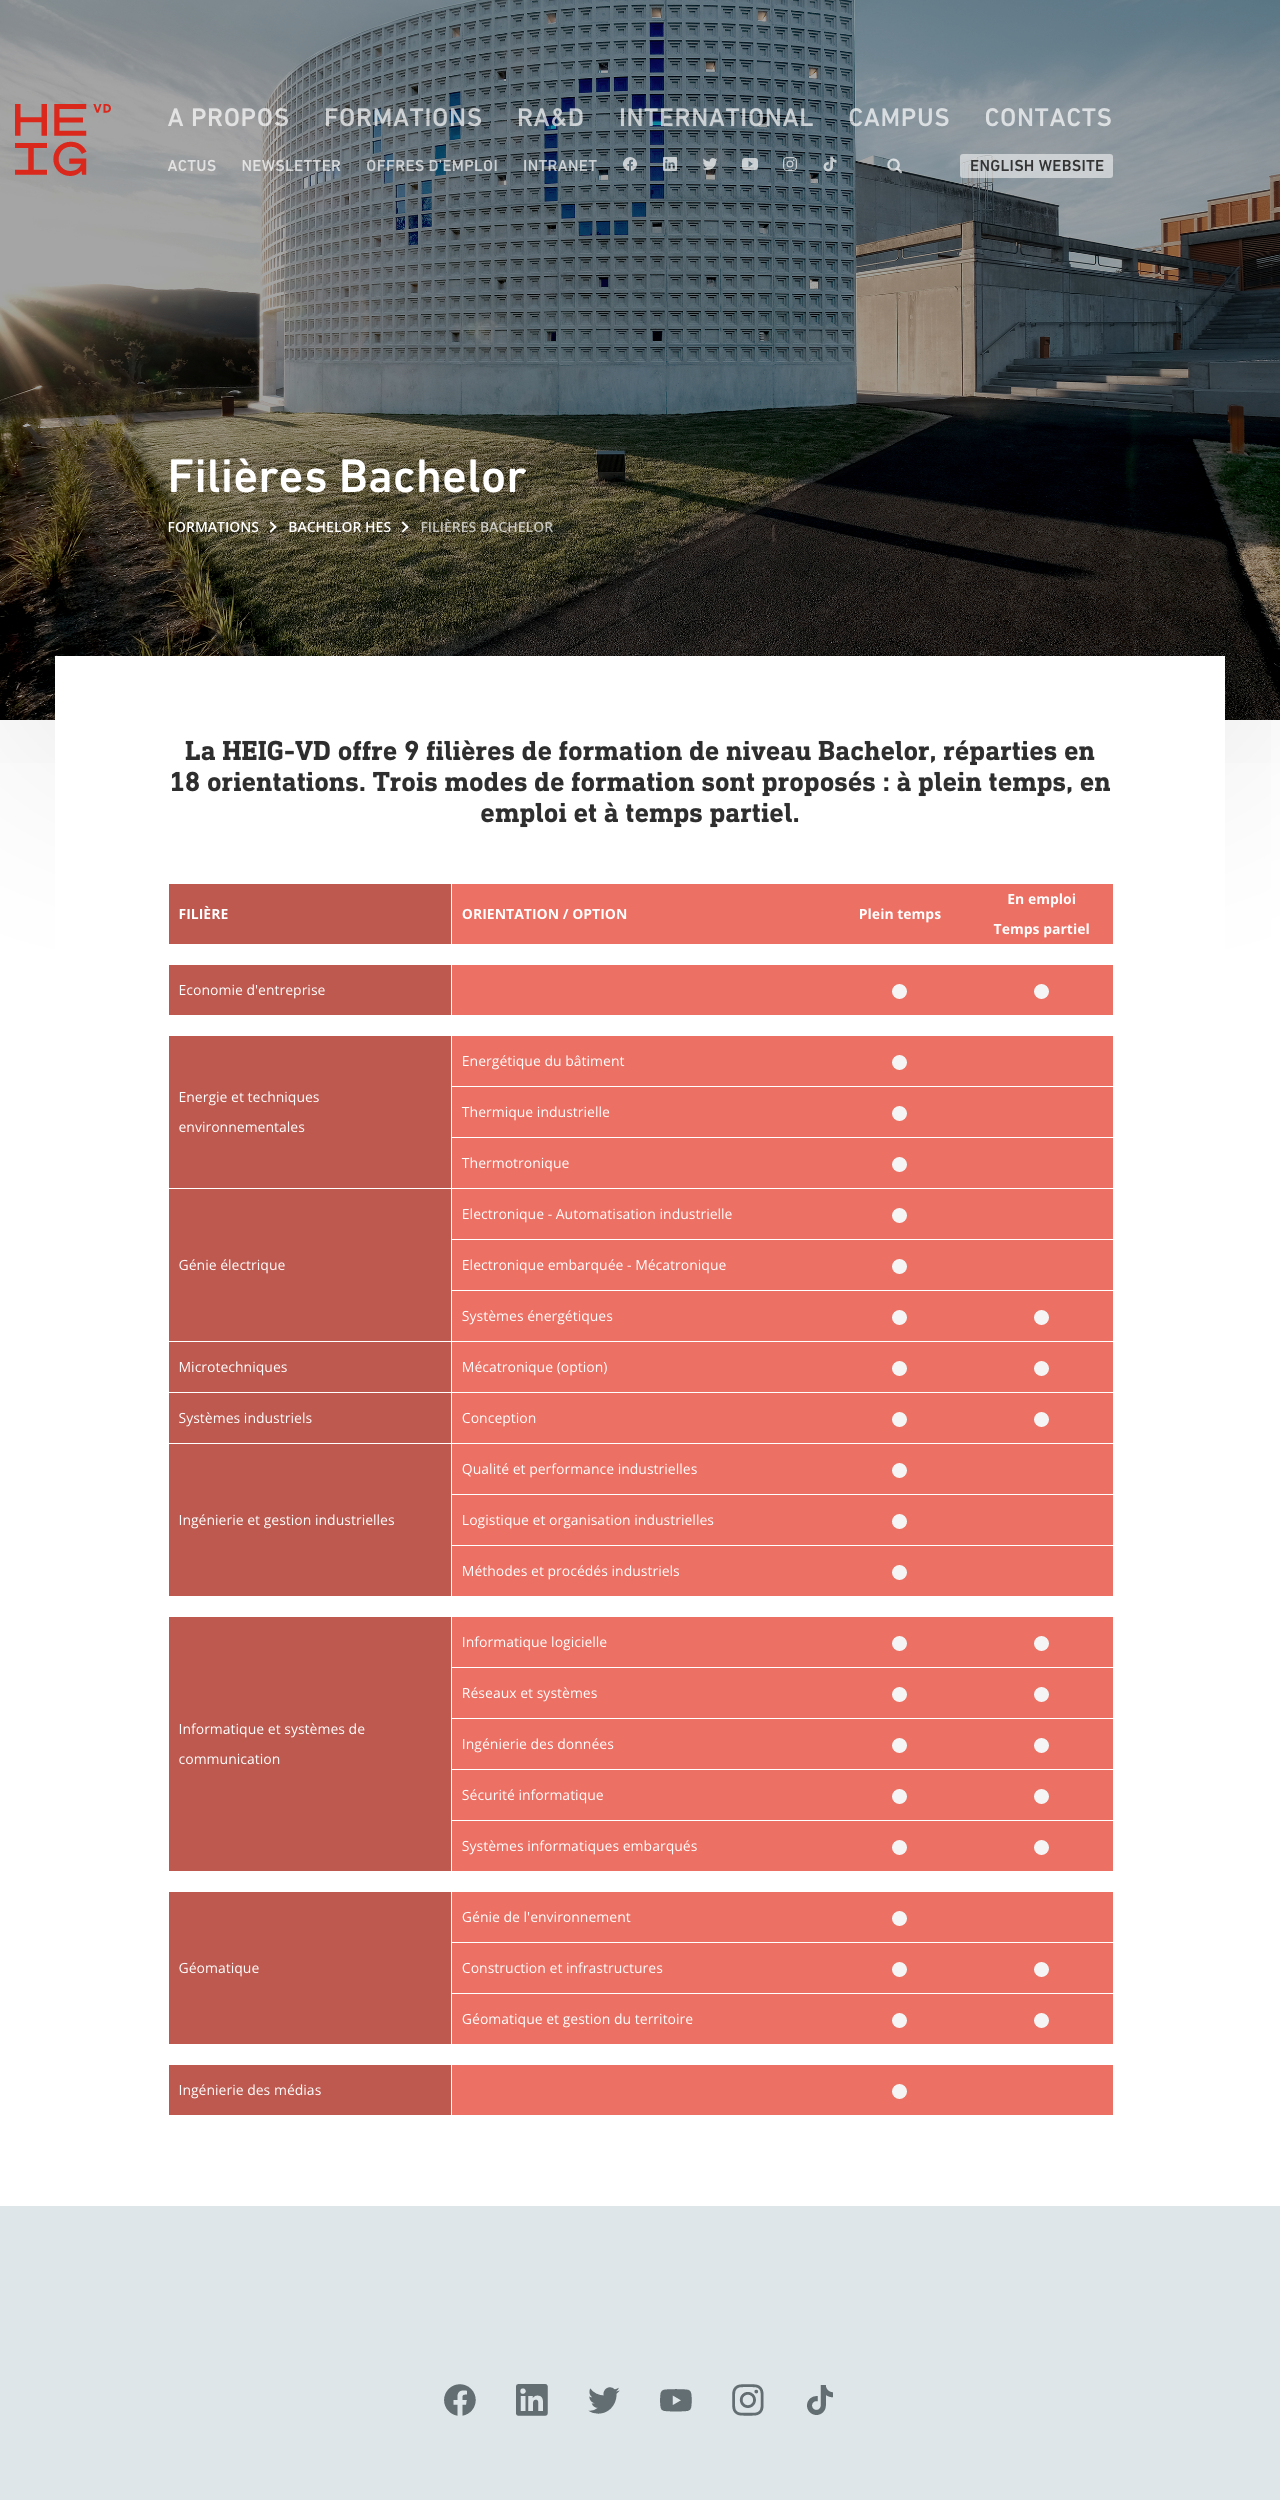 HE VD
IG
A PROPOS FORMATIONS RA&D INTERNATIONAL CAMPUS CONTACTS
ACTUS NEWSLETTER OFFRES D'EMPLOI INTRANET ENGLISH WEBSITE
Filières Bachelor
FORMATIONS BACHELOR HES FILIÈRES BACHELOR
La HEIG-VD offre 9 filières de formation de niveau Bachelor, réparties en
18 orientations. Trois modes de formation sont proposés : à plein temps, en
emploi et à temps partiel.
FILIÈRE ORIENTATION / OPTION Plein temps En emploi
Temps partiel
Economie d'entreprise
Energie et techniques
environnementales
Energétique du bâtiment
Thermique industrielle
Thermotronique
Génie électrique
Electronique - Automatisation industrielle
Electronique embarquée - Mécatronique
Systèmes énergétiques
Microtechniques Mécatronique (option)
Systèmes industriels Conception
Ingénierie et gestion industrielles
Qualité et performance industrielles
Logistique et organisation industrielles
Méthodes et procédés industriels
Informatique et systèmes de
communication
Informatique logicielle
Réseaux et systèmes
Ingénierie des données
Sécurité informatique
Systèmes informatiques embarqués
Géomatique
Génie de l'environnement
Construction et infrastructures
Géomatique et gestion du territoire
Ingénierie des médias